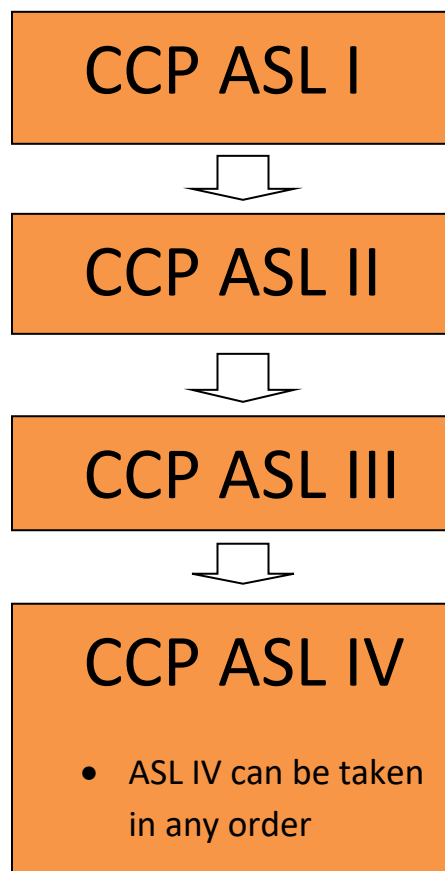 CCP ASL I
CCP ASL II
CCP ASL III
CCP ASL IV
• ASL IV can be taken
in any order